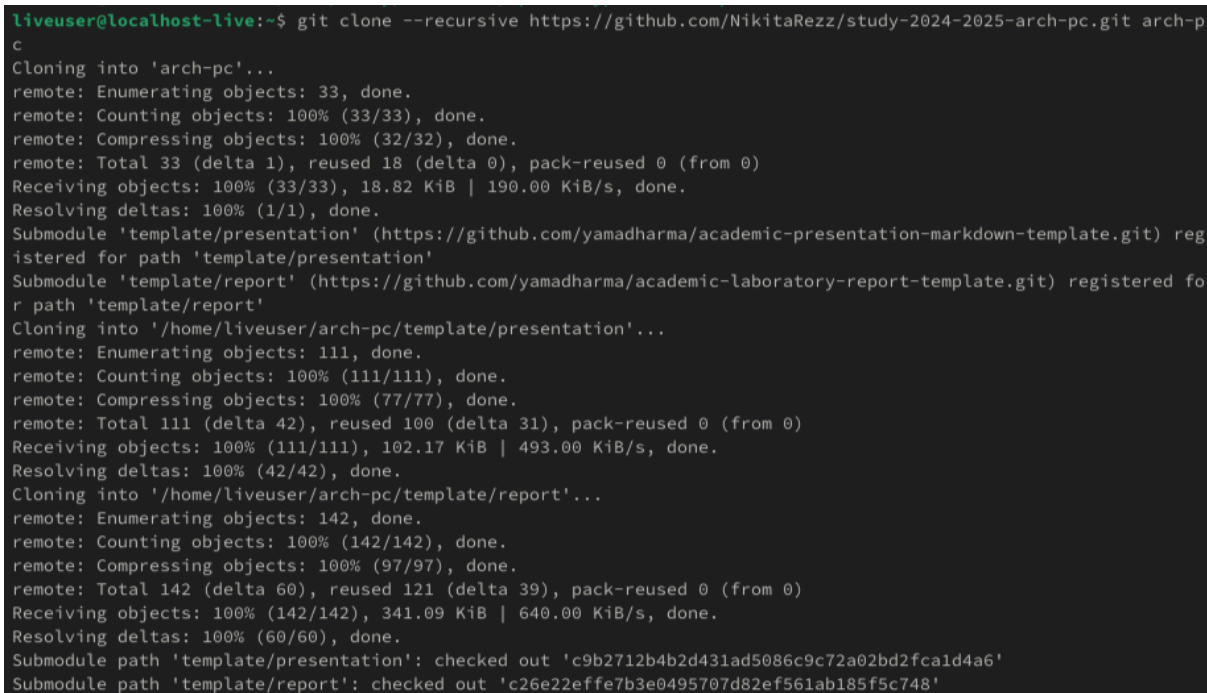 liveuser@localhost-live:~$ git clone --recursive https://github.com/NikitaRezz/study-2024-2025-arch-pc.git arch-p
c
Cloning into 'arch-pc'...
remote: Enumerating objects: 33, done.
remote: Counting objects: 100% (33/33), done.
remote: Compressing objects: 100% (32/32), done.
remote: Total 33 (delta 1), reused 18 (delta 0), pack-reused 0 (from 0)
Receiving objects: 100% (33/33), 18.82 KiB | 190.00 KiB/s, done.
Resolving deltas: 100% (1/1), done.
Submodule 'template/presentation' (https://github.com/yamadharma/academic-presentation-markdown-template.git) reg
istered for path 'template/presentation'
Submodule 'template/report' (https://github.com/yamadharma/academic-laboratory-report-template.git) registered fo
r path 'template/report'
Cloning into '/home/liveuser/arch-pc/template/presentation'...
remote: Enumerating objects: 111, done.
remote: Counting objects: 100% (111/111), done.
remote: Compressing objects: 100% (77/77), done.
remote: Total 111 (delta 42), reused 100 (delta 31), pack-reused 0 (from 0)
Receiving objects: 100% (111/111), 102.17 KiB | 493.00 KiB/s, done.
Resolving deltas: 100% (42/42), done.
Cloning into '/home/liveuser/arch-pc/template/report'...
remote: Enumerating objects: 142, done.
remote: Counting objects: 100% (142/142), done.
remote: Compressing objects: 100% (97/97), done.
remote: Total 142 (delta 60), reused 121 (delta 39), pack-reused 0 (from 0)
Receiving objects: 100% (142/142), 341.09 KiB | 640.00 KiB/s, done.
Resolving deltas: 100% (60/60), done.
Submodule path 'template/presentation': checked out 'c9b2712b4b2d431ad5086c9c72a02bd2fca1d4a6'
Submodule path 'template/report': checked out 'c26e22effe7b3e0495707d82ef561ab185f5c748'